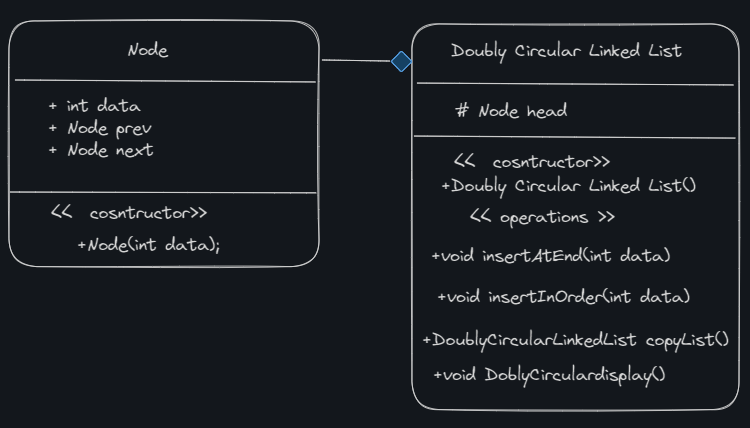 Node
+ int data
+ Node prev
+ Node next
<< cosntructor>>
+Node(int data);
Doubly Circular Linked List
# Node head
<< cosntructor>>
+Doubly Circular Linked List()
<< operations >>
+void insertAtEnd(int data)
+void insertInOrder(int data)
+DoublyCircularLinkedList copyList()
+void DoblyCirculardisplay()